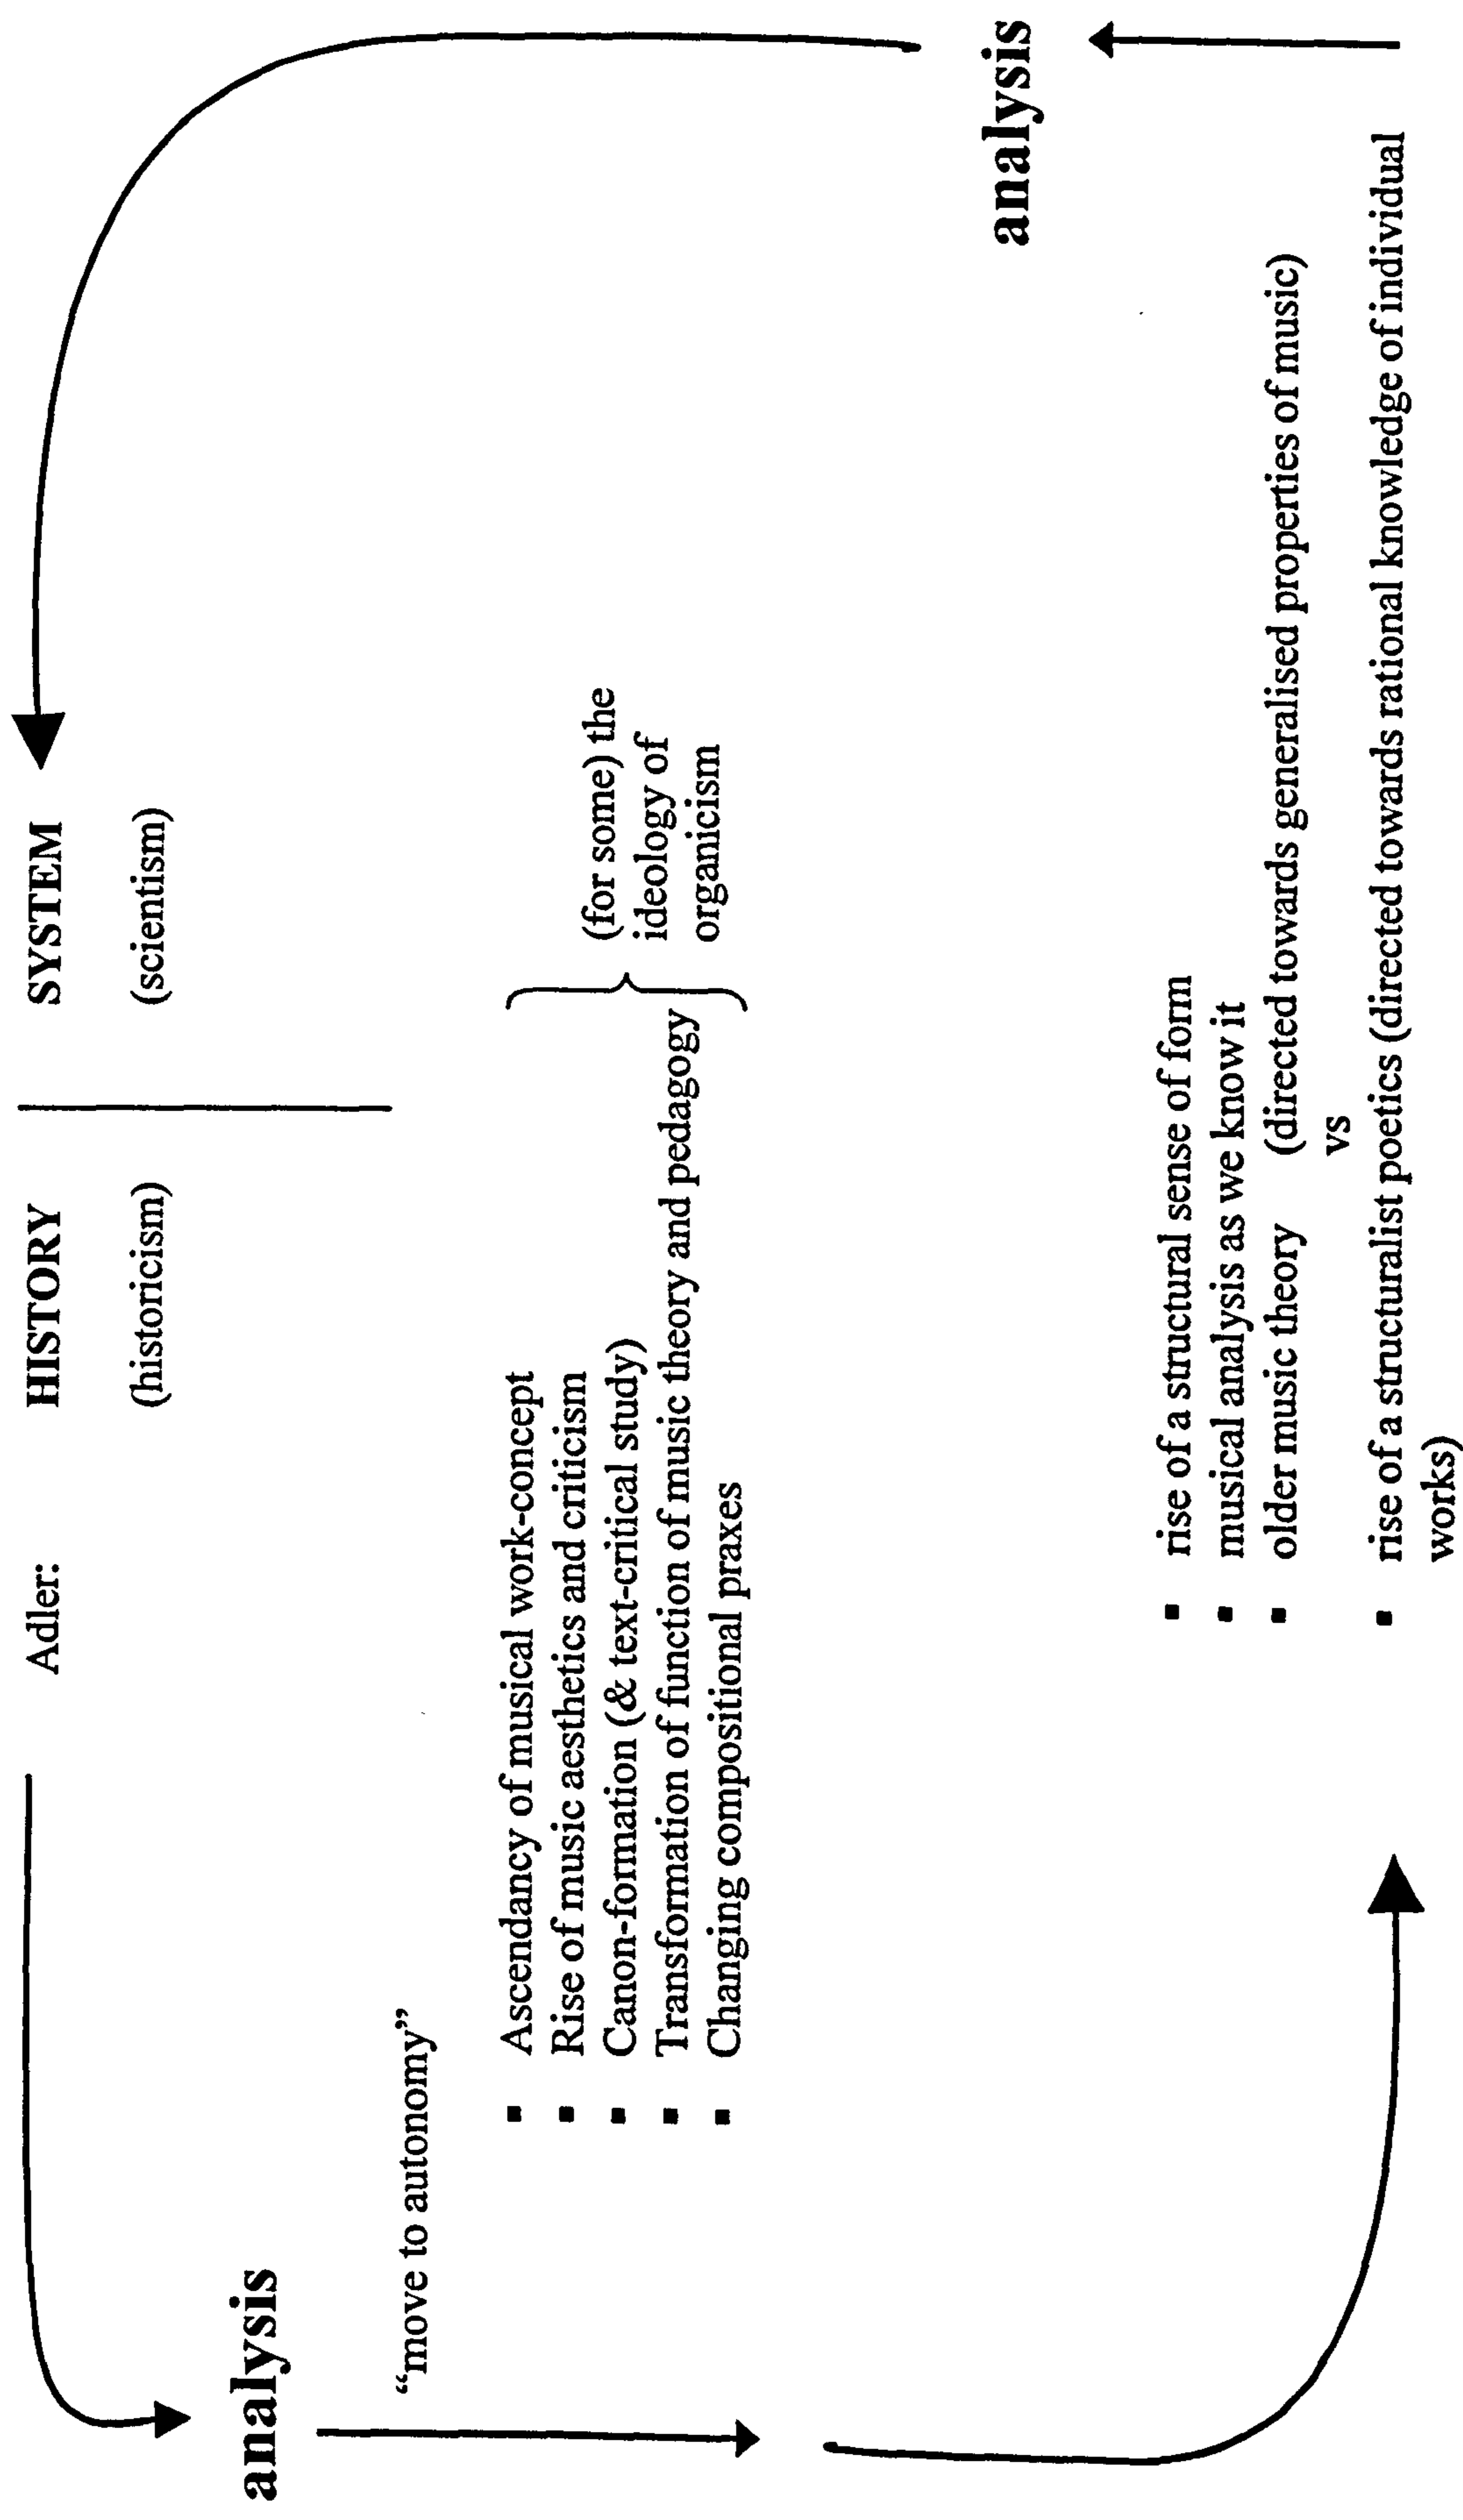 Adler:
HISTORY
SYSTEM
(historicism)
(scientism)
analysis
“move to autonomy”
▪ Ascendancy of musical work-concept
▪ Rise of music aesthetics and criticism
▪ Canon-formation (& text-critical study)
▪ Transformation of function of music theory and pedagogy
▪ Changing compositional praxes
(for some) the
ideology of
organicism
analysis
▪ rise of a structural sense of form
▪ musical analysis as we know it
▪ older music theory (directed towards generalised properties of music)
vs
▪ rise of a structuralist poetics (directed towards rational knowledge of individual
works)